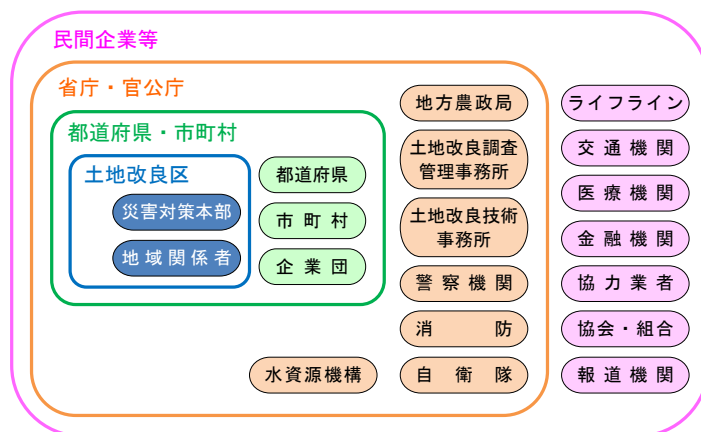 民間企業等
省庁・官公庁
都道府県・市町村
土地改良区
災害対策本部
地域関係者
都道府県
市町村
企業団
地方農政局
土地改良調査
管理事務所
土地改良技術
事務所
警察機関
消防
自衛隊
水資源機構
ライフライン
交通機関
医療機関
金融機関
協力業者
協会・組合
報道機関